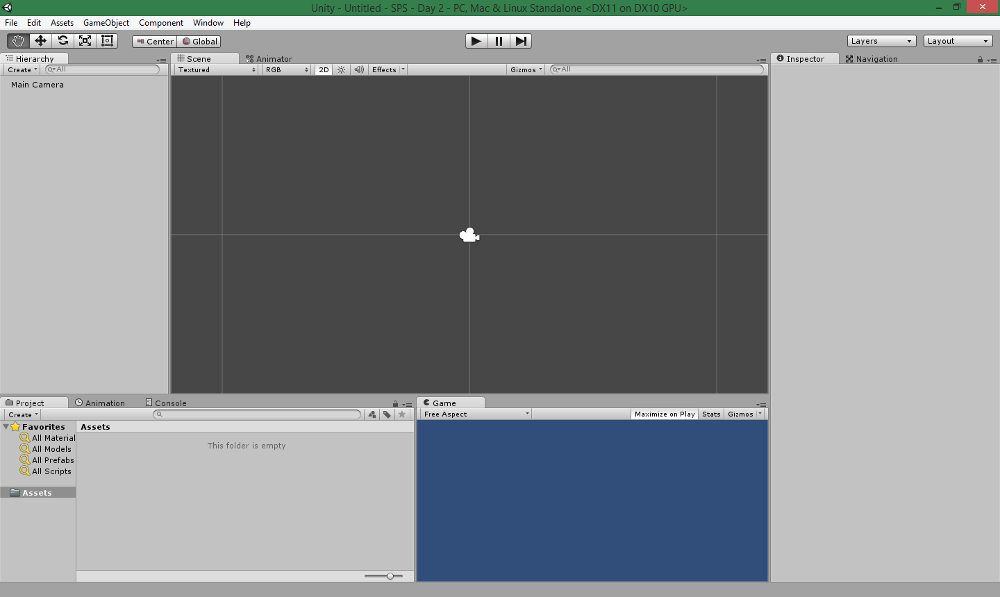 Unity - Untitled - SPS - Day 2 - PC, Mac & Linux Standalone <DX11 on DX10 GPU>
File Edit Assets GameObject Component Window Help
Center Global Layers Layout
Hierarchy
Create All
Main Camera
Scene Animator
Textured RGB 2D Effects Gizmos All
Inspector Navigation
Project Animation Console
Create
Favorites
All Material
All Models
All Prefabs
All Scripts
Assets
Assets
This folder is empty
Game
Free Aspect Maximize on Play Stats Gizmos